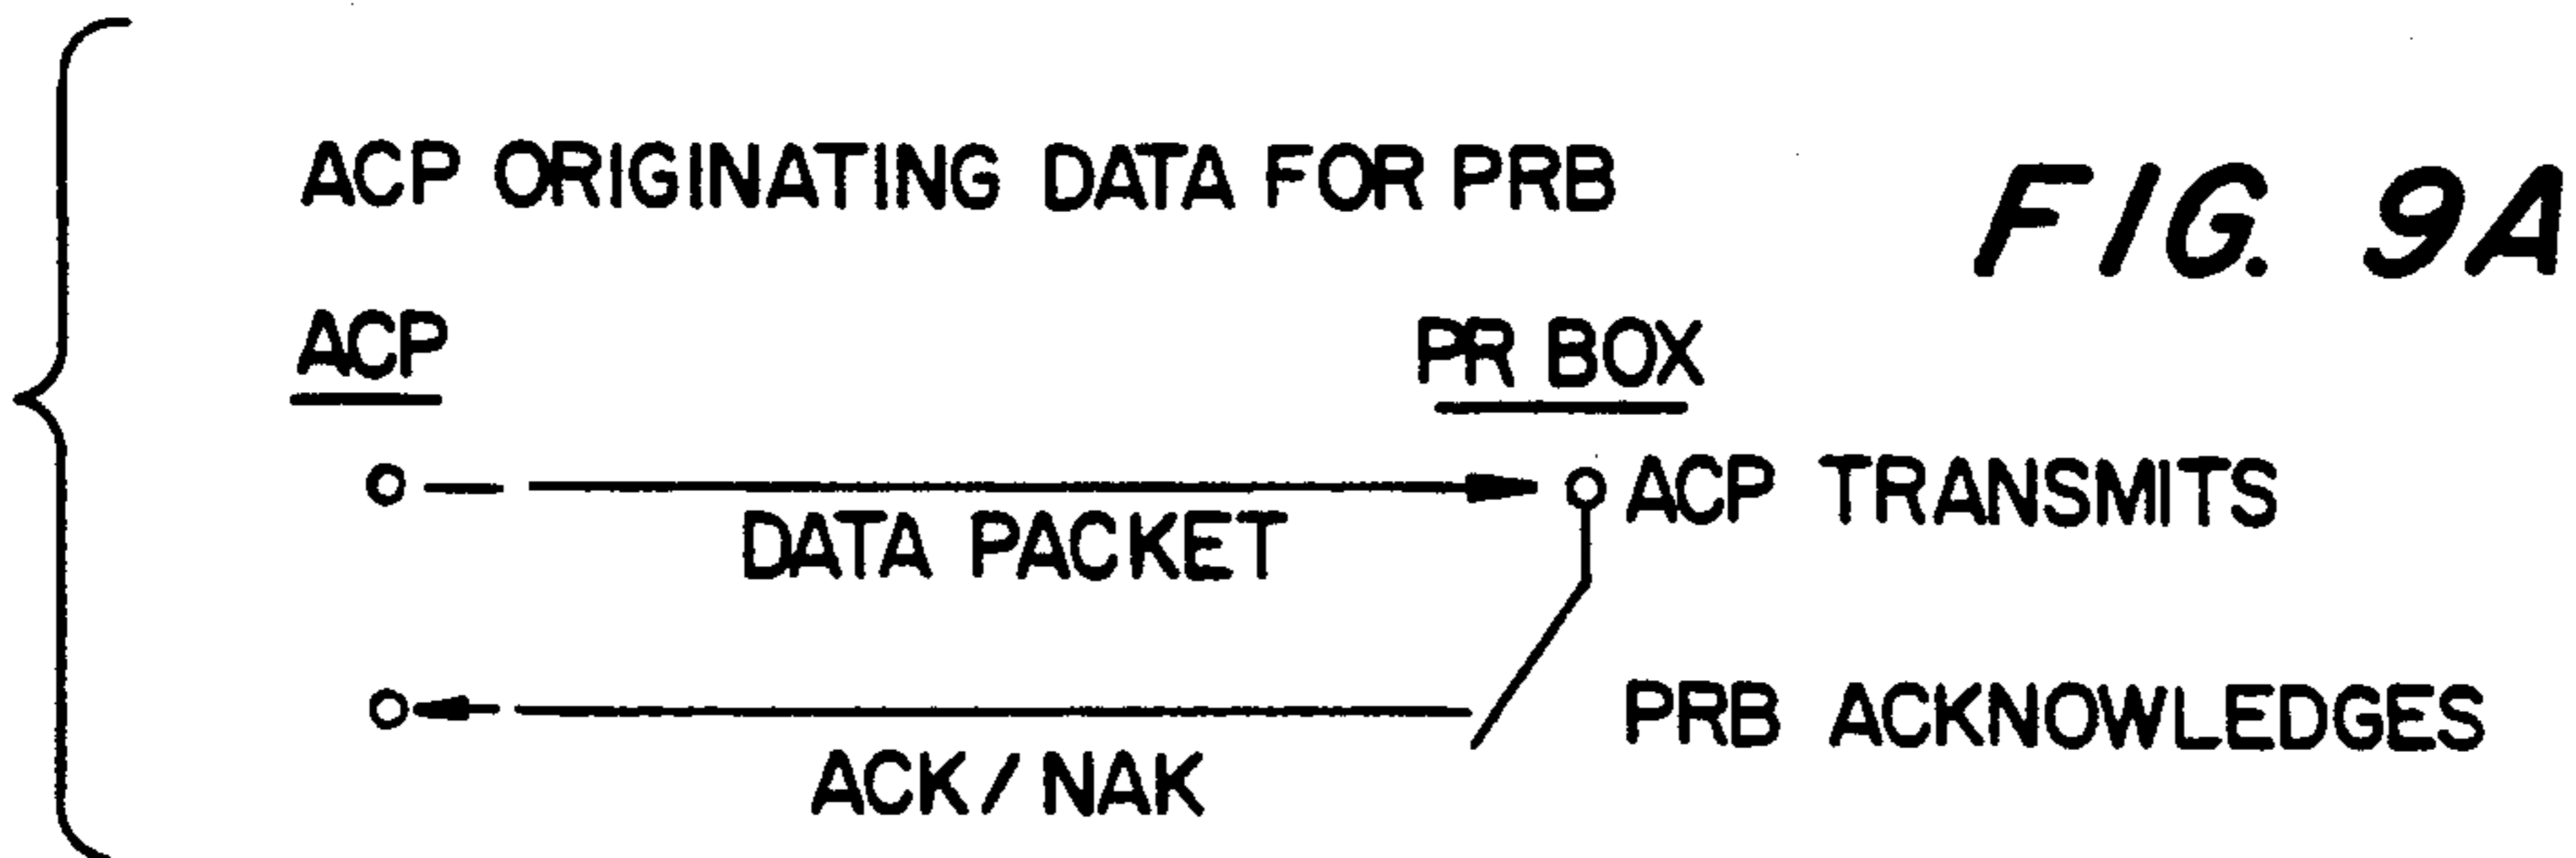 ACP ORIGINATING DATA FOR PRB
FIG. 9A
ACP
PR BOX
ACP TRANSMITS
DATA PACKET
PRB ACKNOWLEDGES
ACK/NAK